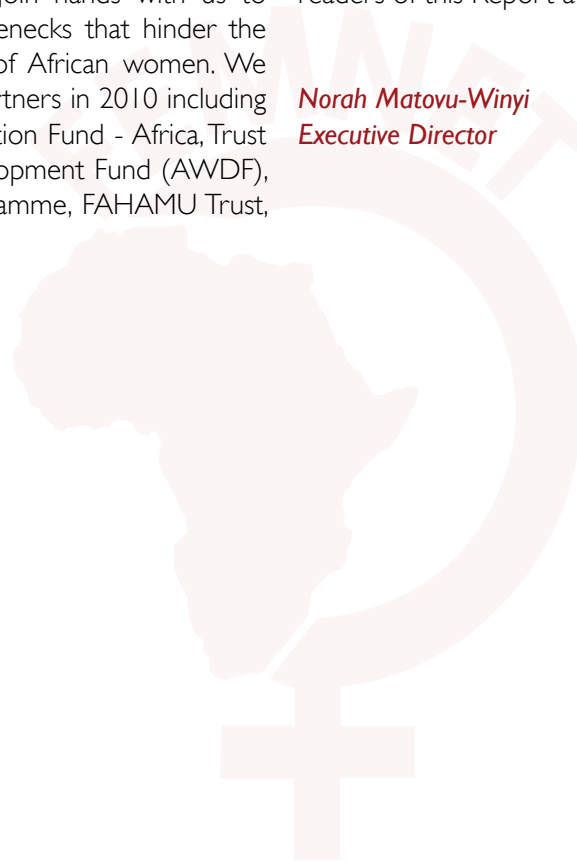 join hands with us to
enecks that hinder the
of African women. We
rtners in 2010 including
tion Fund - Africa, Trust
opment Fund (AWDF),
amme, FAHAMU Trust,
readers of this Report a
Norah Matovu-Winyi
Executive Director
FEMNET